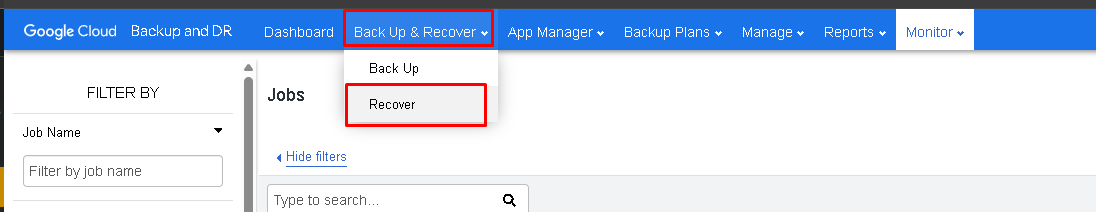 Google Cloud Backup and DR Dashboard Back Up & Recover App Manager Backup Plans Manage Reports Monitor
Back Up
Recover
FILTER BY
Job Name
Filter by job name
Jobs
Hide filters
Type to search...